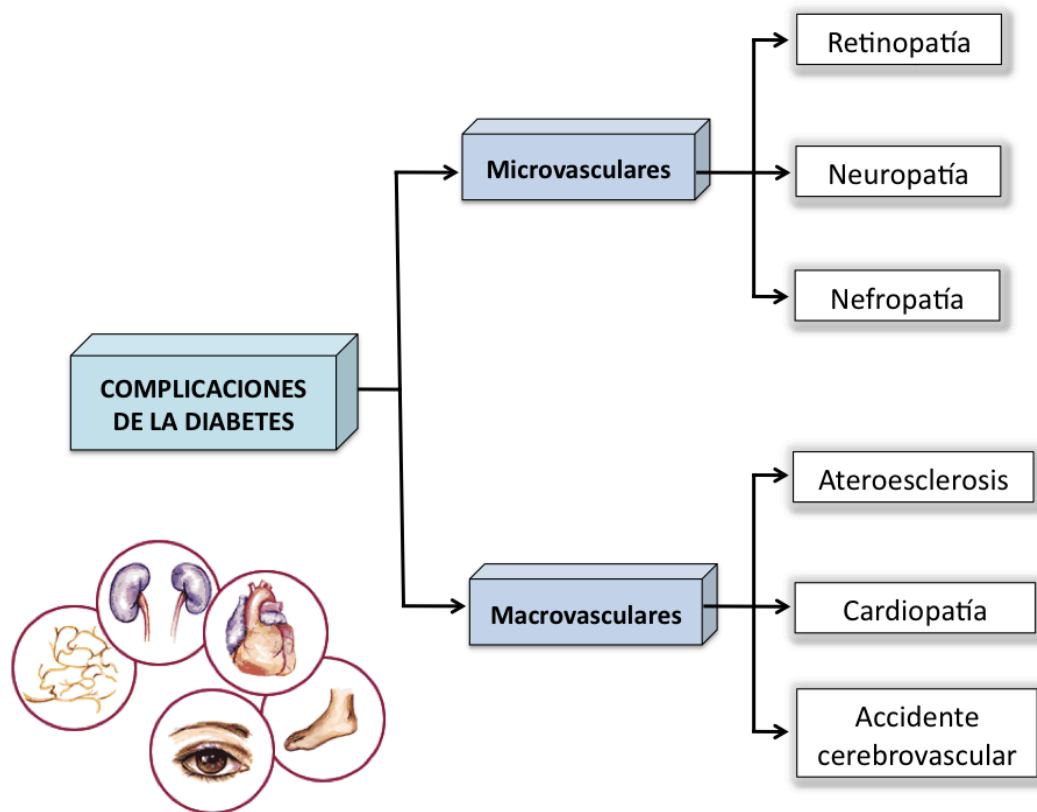 COMPLICACIONES
DE LA DIABETES
Microvasculares
Retinopatía
Neuropatía
Nefropatía
Macrovasculares
Ateroesclerosis
Cardiopatía
Accidente
cerebrovascular